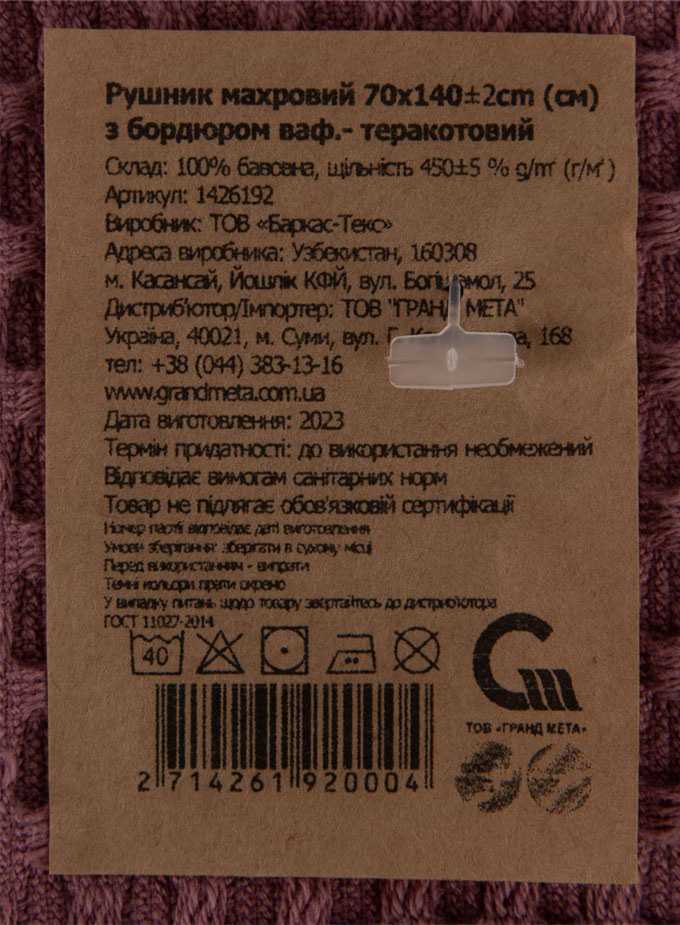 Рушник махровий 70х140±2cm (см)
з бордюром ваф.- теракотовий
Склад: 100% бавовна, щільність 450±5 % g/m² (г/м²)
Артикул: 1426192
Виробник: ТОВ «Баркас-Текс»
Адреса виробника: Узбекистан, 160308
м. Касансай, Йошлік КФЙ, вул. 25
Дистриб'ютор/Імпортер: ТОВ "ГРАНД МЕТА"
Україна, 40021, м. Суми, вул. 168
тел: +38 (044) 383-13-16
www.grandmeta.com.ua
Дата виготовлення: 2023
Термін придатності: до використання необмежений
Відповідає вимогам санітарних норм
Товар не підлягає обов'язковій сертифікації
Номер партії відповідає даті виготовлення
Умови зберігання: зберігати в сухому місці
Перед використанням - випрати
Темні кольори прати окремо
У випадку питань щодо товару звертайтесь до дистриб'ютора
ГОСТ 11027-2014
40
ТОВ «ГРАНД МЕТА»
2 714261 920004